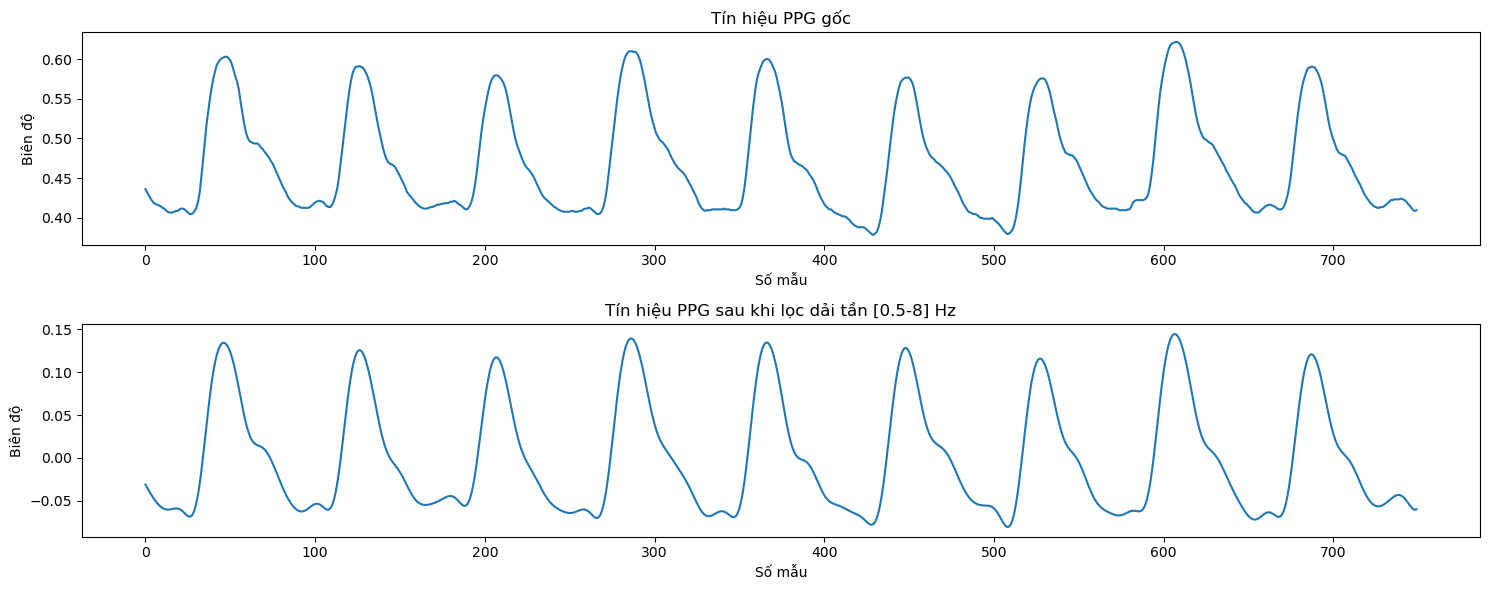 Tín hiệu PPG gốc
Biên độ
0.60
0.55
0.50
0.45
0.40
0 100 200 300 400 500 600 700
Số mẫu
Tín hiệu PPG sau khi lọc dải tần [0.5-8] Hz
Biên độ
0.15
0.10
0.05
0.00
−0.05
0 100 200 300 400 500 600 700
Số mẫu